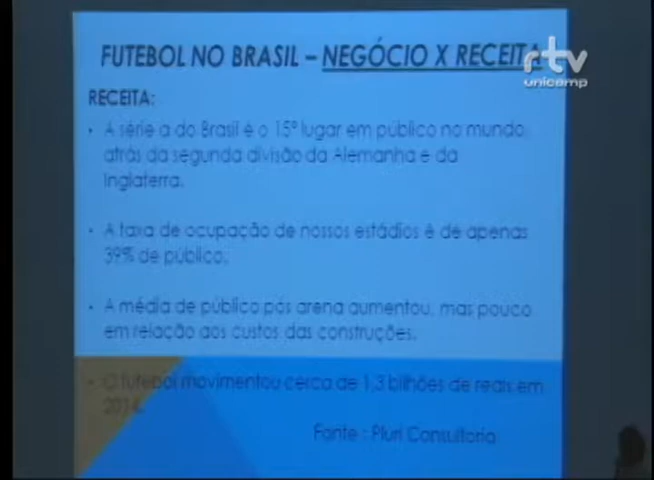 FUTEBOL NO BRASIL – NEGÓCIO X RECEITA
rtv
unicamp
RECEITA:
• A série a do Brasil é o 15º lugar em público no mundo,
atrás da segunda divisão da Alemanha e da
Inglaterra.
• A taxa de ocupação de nossos estádios é de apenas
39% de público.
• A média de público pós arena aumentou, mas pouco
em relação aos custos das construções.
• O futebol movimentou cerca de 1,3 bilhões de reais em
2014.
Fonte : Pluri Consultoria